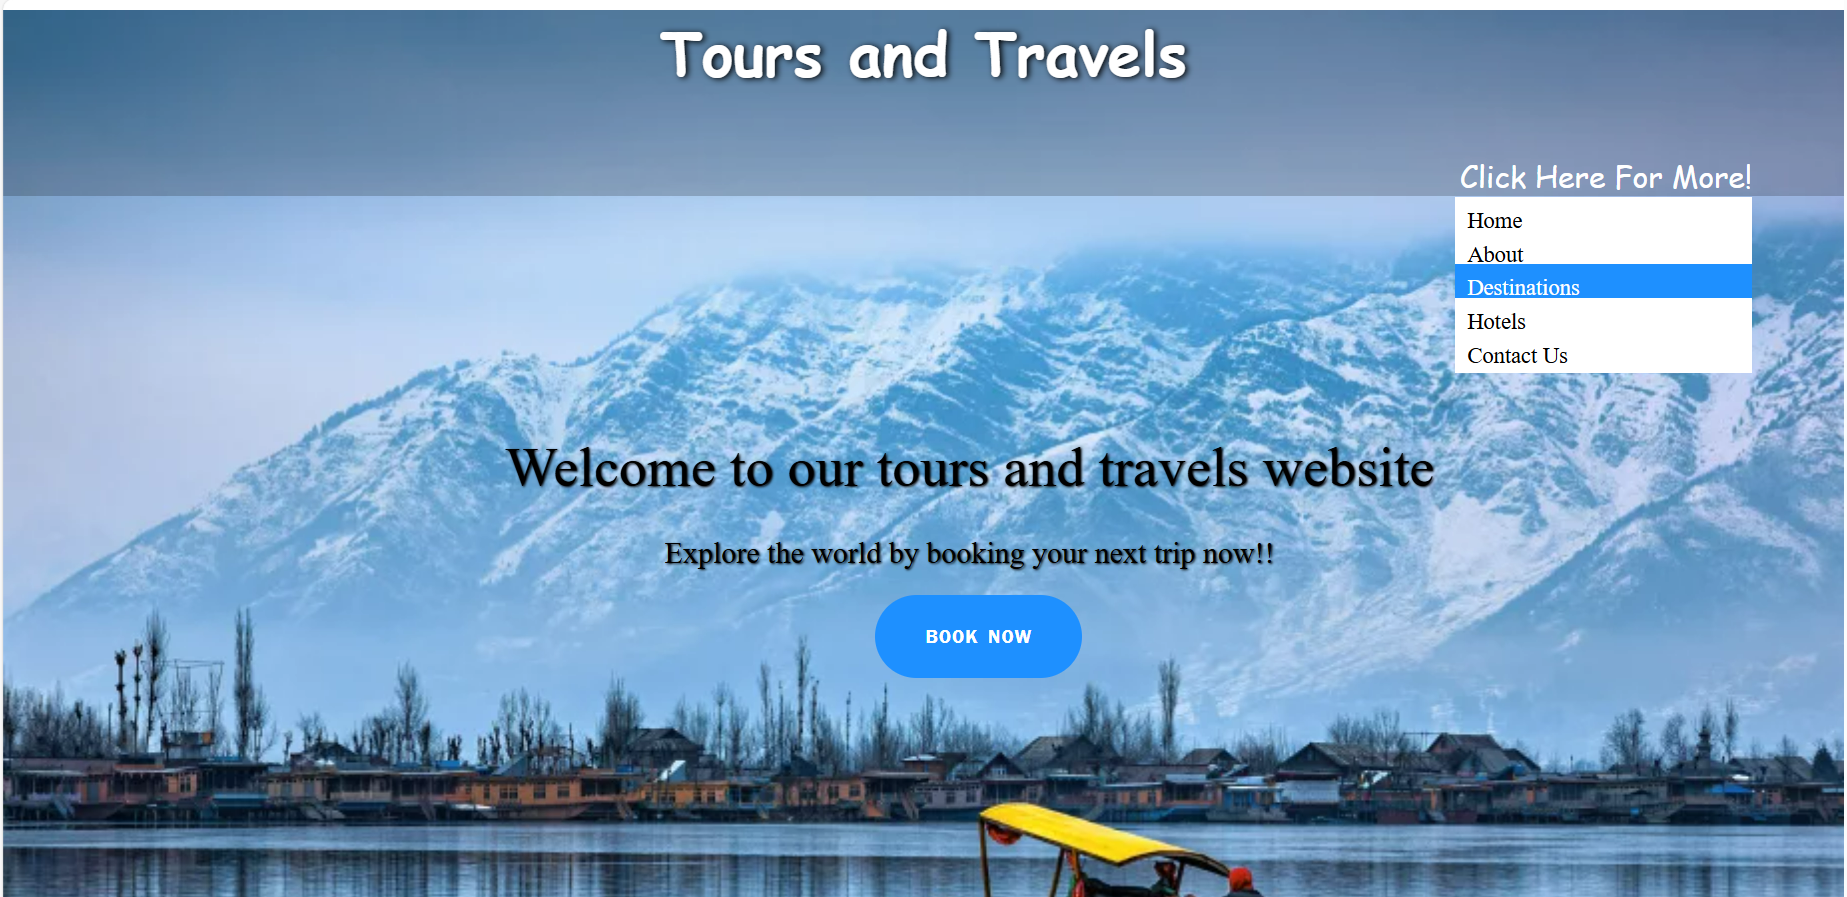 Tours and Travels
Click Here For More!
Home
About
Destinations
Hotels
Contact Us
Welcome to our tours and travels website
Explore the world by booking your next trip now!!
BOOK NOW